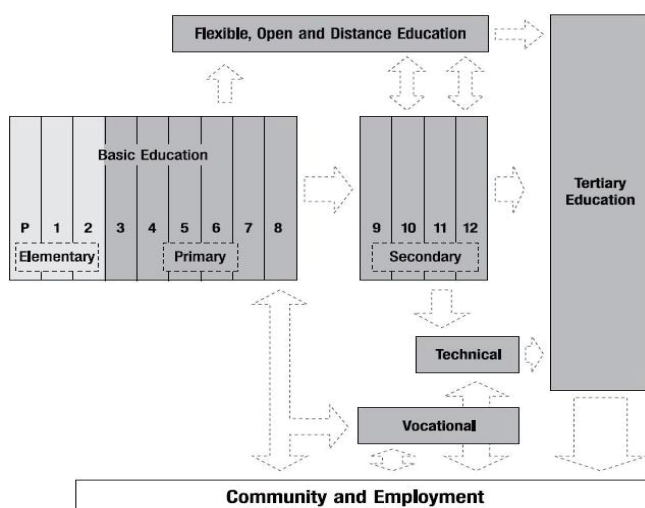 Flexible, Open and Distance Education
Basic Education
P 1 2 3 4 5 6 7 8
Elementary Primary
9 10 11 12
Secondary
Tertiary
Education
Technical
Vocational
Community and Employment